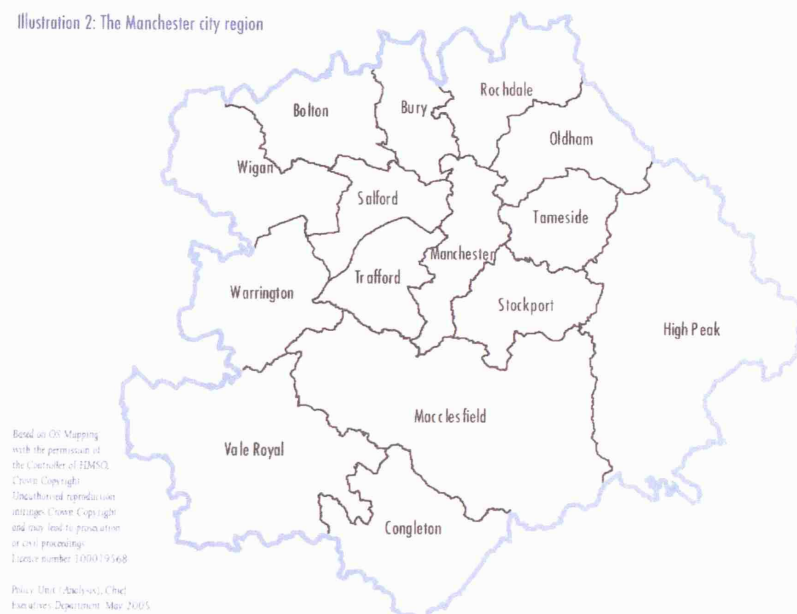 Illustration 2: The Manchester city region
Rochdale
Bolton
Bury
Oldham
Wigan
Salford
Tameside
Manchester
Trafford
Warrington
Stockport
High Peak
Macclesfield
Vale Royal
Congleton
Based on OS Mapping
with the permission of
the Controller of HMSO,
Crown Copyright
Unauthorised reproduction
infringes Crown Copyright
and may lead to prosecution
or civil proceedings
Licence number 100019568
Policy Unit (Analysis), Chief
Executives Department May 2005